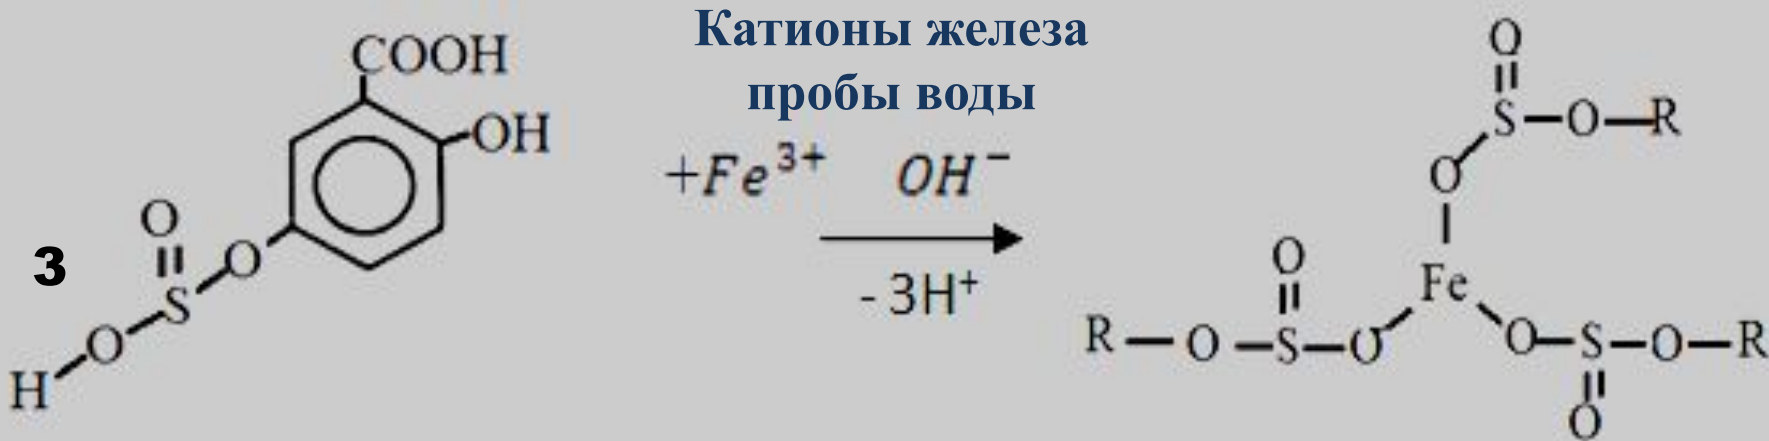 Катионы железа
пробы воды
COOH
OH
+Fe³⁺ OH⁻
- 3H⁺
3
O
O
S
O
H
O
S—O—R
O
Fe
O
R—O—S—O
O—S—O—R
O